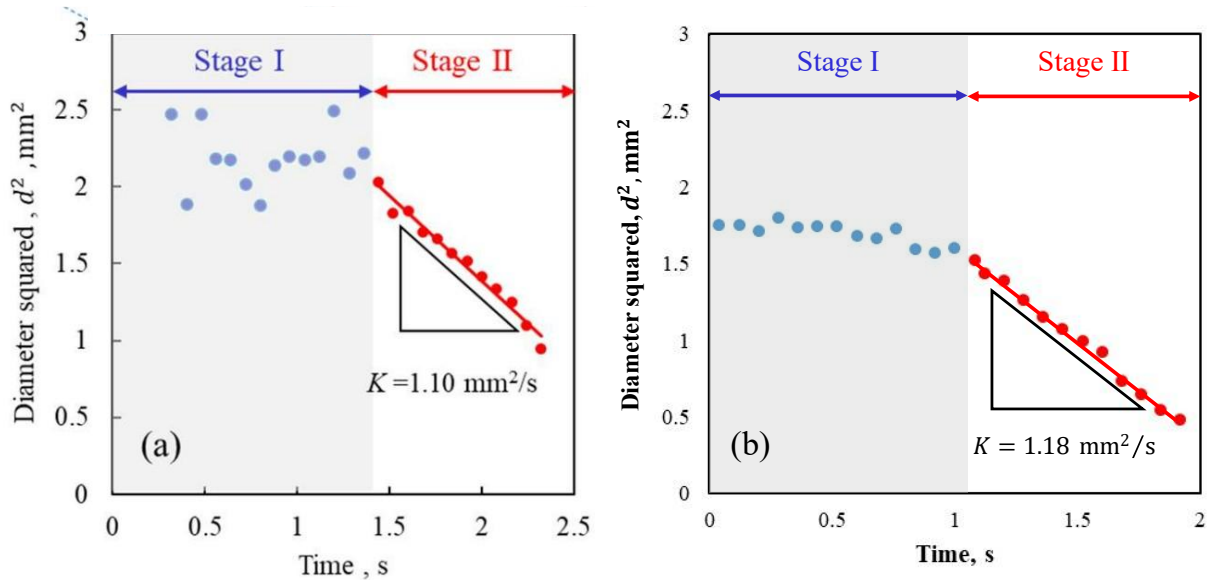 3
2.5
2
1.5
1
0.5
0
Diameter squared , d² ,mm²
Stage I
Stage II
K =1.10 mm²/s
(a)
0
0.5
1
1.5
2
2.5
Time , s
3
2.5
2
1.5
1
0.5
0
Diameter squared, d² , mm²
Stage I
Stage II
K = 1.18 mm²/s
(b)
0
0.5
1
1.5
2
Time, s